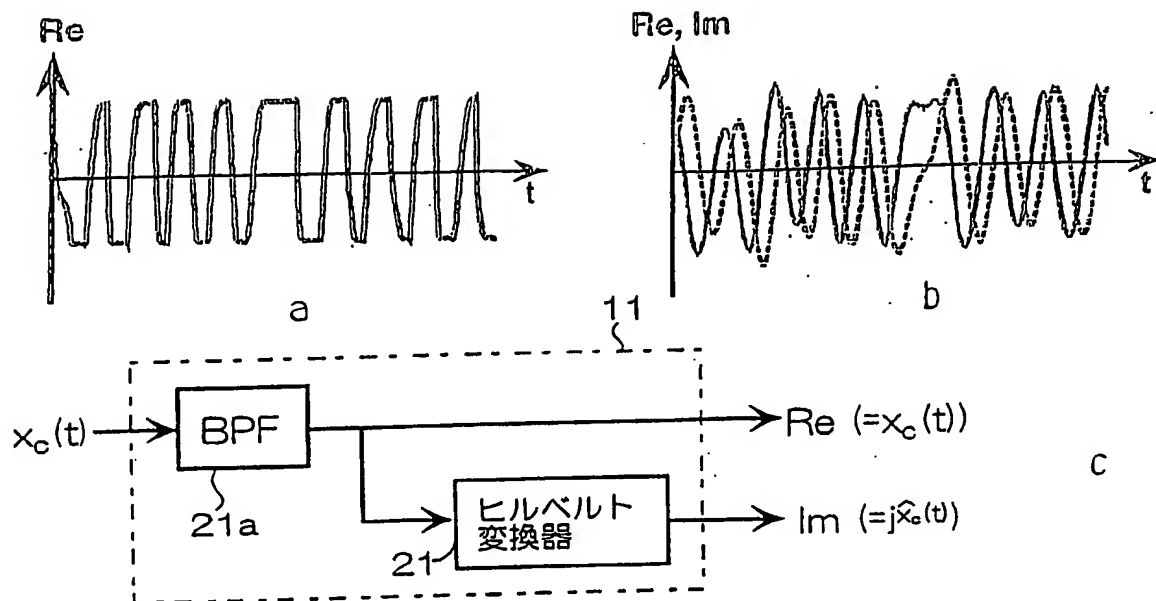 Re
t
a
Re, Im
t
b
11
x_c(t)
BPF
21a
Re (=x_c(t))
ヒルベルト
変換器
21
Im (=jx̂_c(t))
c